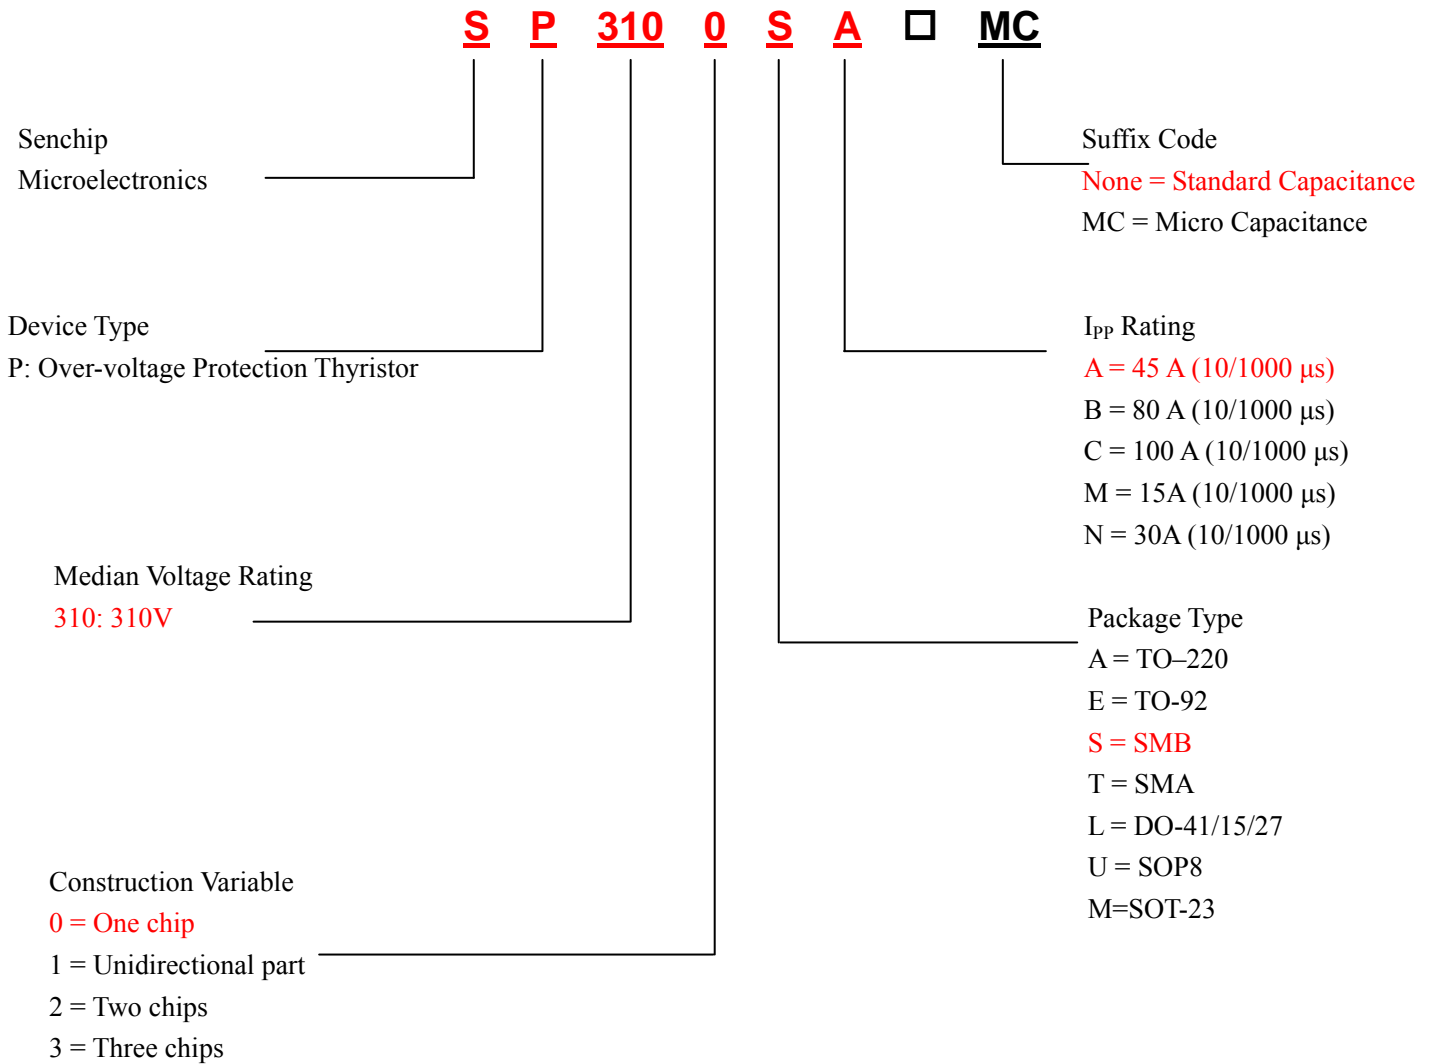 S P 310 0 S A □ MC
Senchip
Microelectronics
Suffix Code
None = Standard Capacitance
MC = Micro Capacitance
Device Type
P: Over-voltage Protection Thyristor
IPP Rating
A = 45 A (10/1000 μs)
B = 80 A (10/1000 μs)
C = 100 A (10/1000 μs)
M = 15A (10/1000 μs)
N = 30A (10/1000 μs)
Median Voltage Rating
310: 310V
Package Type
A = TO–220
E = TO-92
S = SMB
T = SMA
L = DO-41/15/27
U = SOP8
M=SOT-23
Construction Variable
0 = One chip
1 = Unidirectional part
2 = Two chips
3 = Three chips